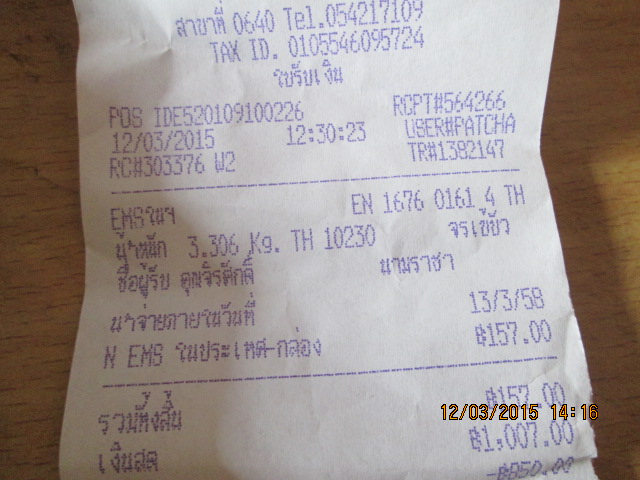 สาขาที่ 0640 Tel.054217109
TAX ID. 0105546095724
ใบรับเงิน
POS IDE520109100226 RCPT#564266
12/03/2015 12:30:23 USER#PATCHA
RC#303376 W2 TR#1382147
EMSในฯ EN 1676 0161 4 TH
น้ำหนัก 3.306 Kg. TH 10230 จรเข้บัว
ชื่อผู้รับ คุณจิรศักดิ์ นามราชา
นำจ่ายภายในวันที่ 13/3/58
N EMS ในประเทศ-กล่อง ฿157.00
รวมทั้งสิ้น ฿157.00
เงินสด ฿1,007.00
-฿850.00
12/03/2015 14:16